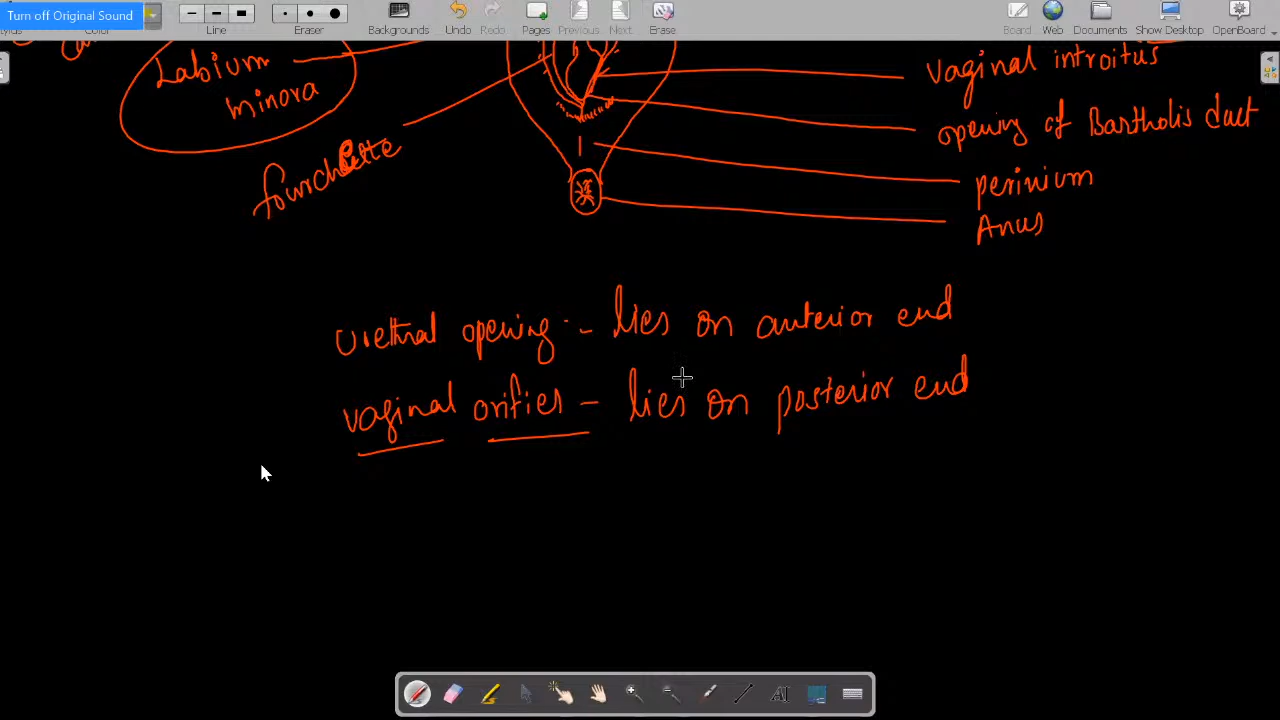 Turn off Original Sound
Stylus
Color
Line
Eraser
Backgrounds
Undo
Redo
Pages
Previous
Next
Erase
Board
Web
Documents
Show Desktop
OpenBoard
Labium
minora
fourchette
vaginal introitus
opening of Bartholis duct
perinium
Anus
urethral opening :- lies on anterior end
vaginal orifies - lies on posterior end